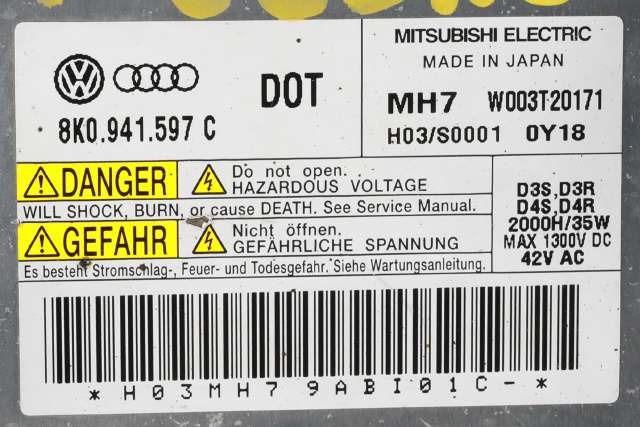 MITSUBISHI ELECTRIC
MADE IN JAPAN
DOT
8K0.941.597 C
MH7 W003T20171
H03/S0001 0Y18
DANGER
Do not open.
HAZARDOUS VOLTAGE
WILL SHOCK, BURN, or cause DEATH. See Service Manual.
GEFAHR
Nicht öffnen.
GEFÄHRLICHE SPANNUNG
Es besteht Stromschlag-, Feuer- und Todesgefahr. Siehe Wartungsanleitung.
D3S,D3R
D4S,D4R
2000H/35W
MAX 1300V DC
42V AC
*H03MH79ABI01C-*